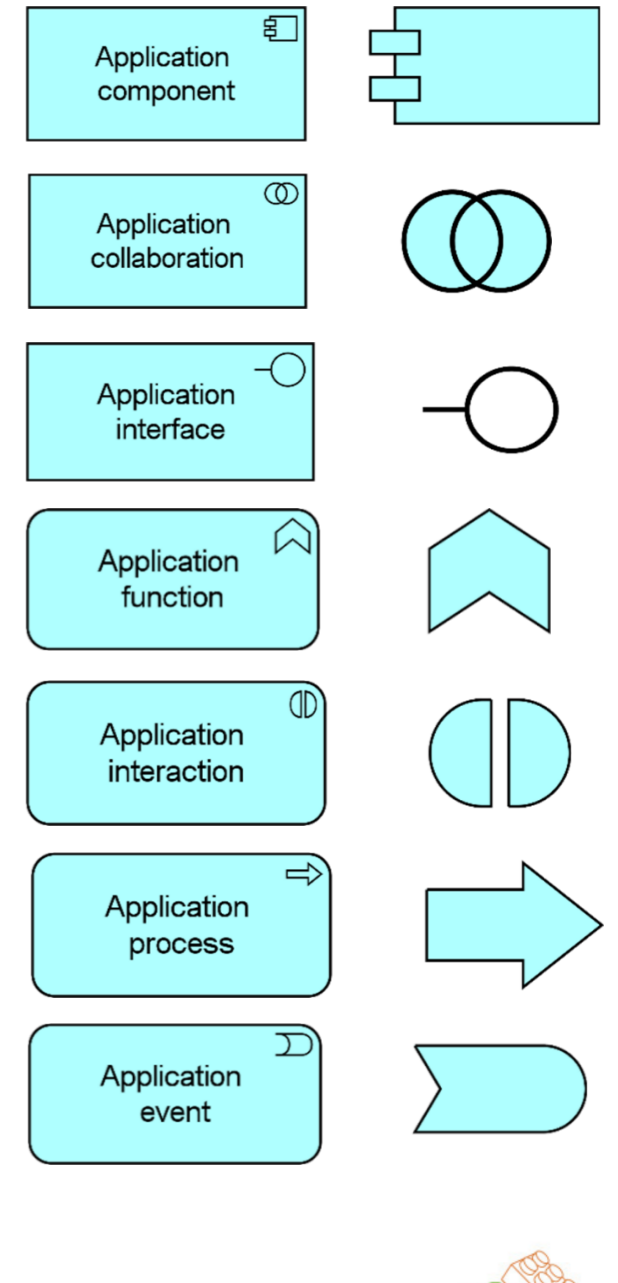 Application
component
Application
collaboration
Application
interface
Application
function
Application
interaction
Application
process
Application
event